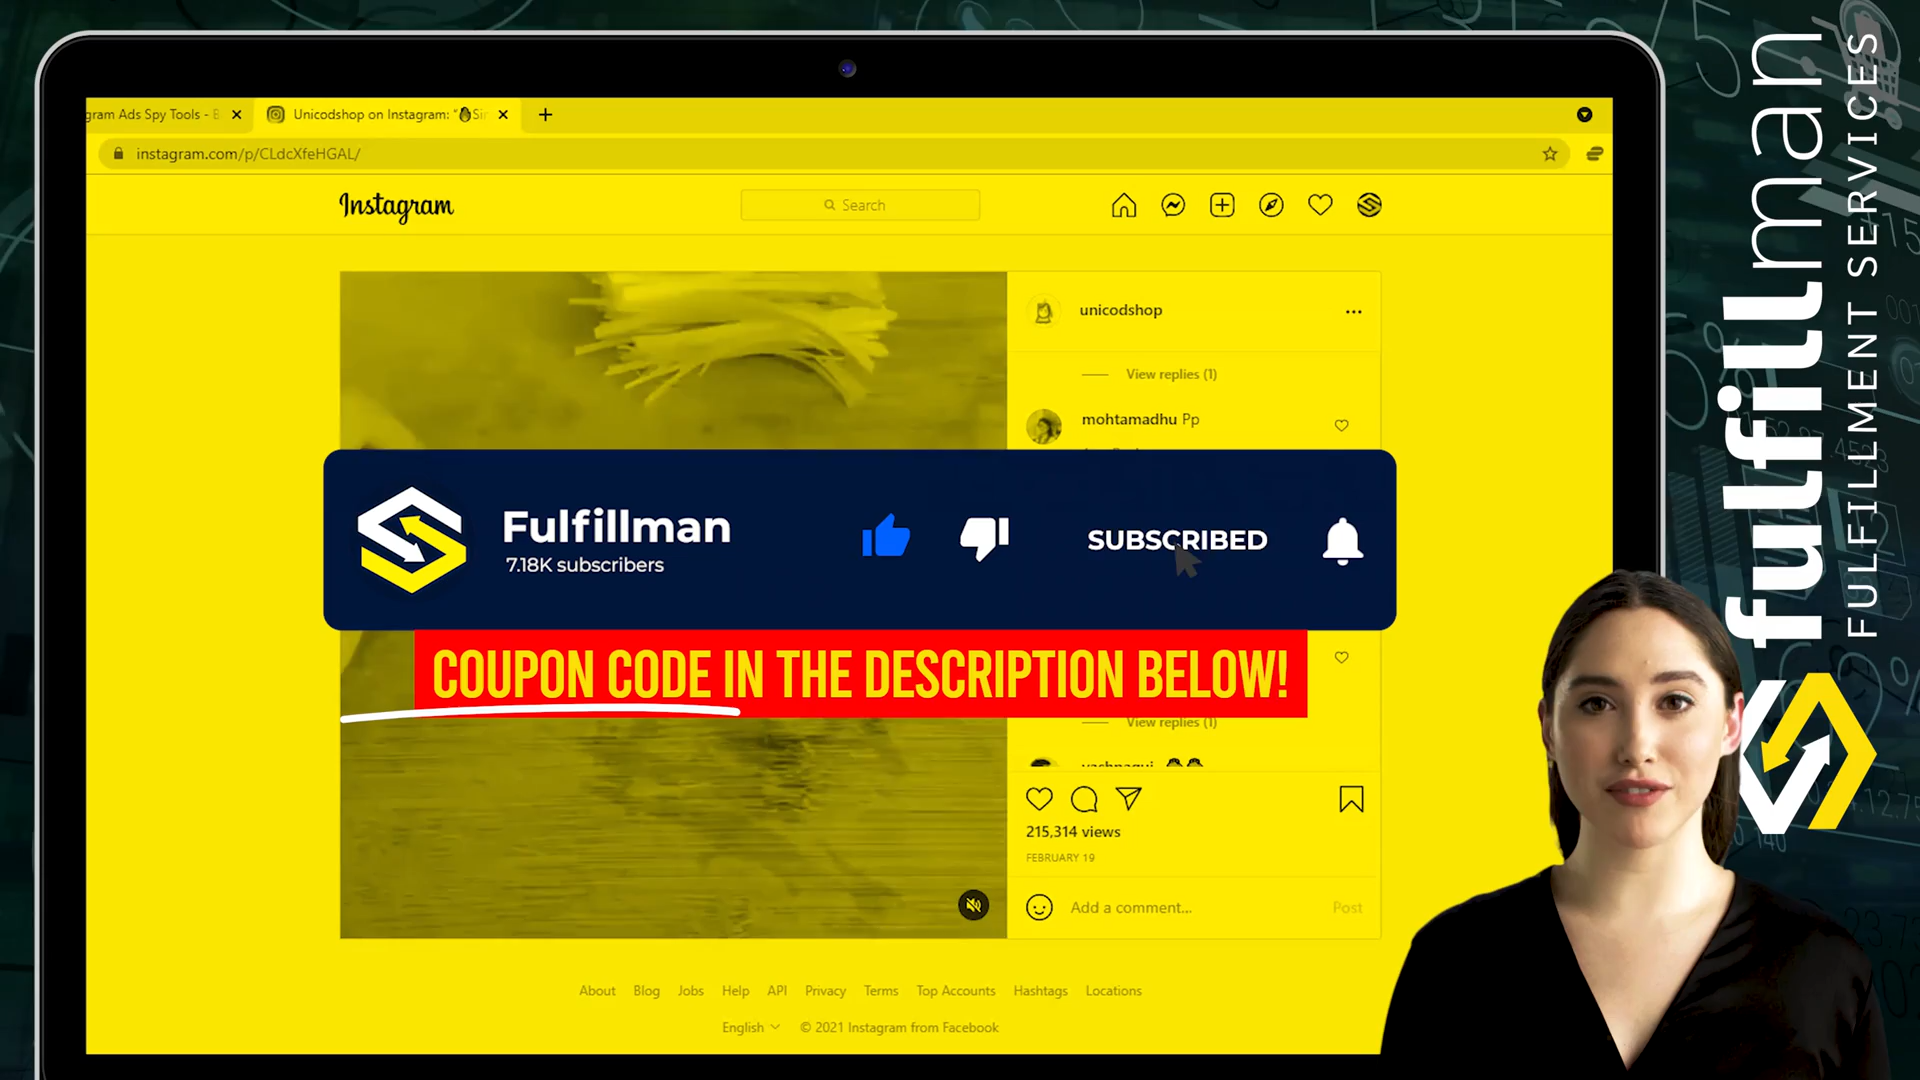 gram Ads Spy Tools - B
Unicodshop on Instagram: "Sir
instagram.com/p/CLdcXfeHGAL/
Instagram
Search
unicodshop
View replies (1)
mohtamadhu Pp
Fulfillman
7.18K subscribers
SUBSCRIBED
COUPON CODE IN THE DESCRIPTION BELOW!
View replies (1)
215,314 views
FEBRUARY 19
Add a comment...
Post
About Blog Jobs Help API Privacy Terms Top Accounts Hashtags Locations
English © 2021 Instagram from Facebook
fulfillman
FULFILLMENT SERVICES